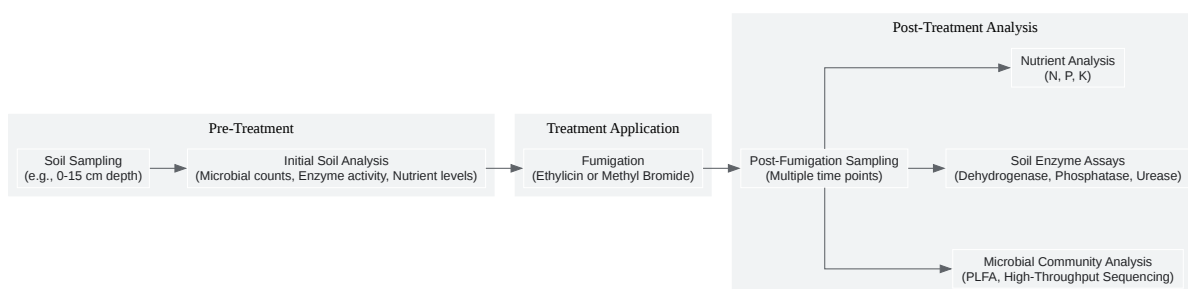 Pre-Treatment
Soil Sampling
(e.g., 0-15 cm depth)
Initial Soil Analysis
(Microbial counts, Enzyme activity, Nutrient levels)
Treatment Application
Fumigation
(Ethylicin or Methyl Bromide)
Post-Treatment Analysis
Post-Fumigation Sampling
(Multiple time points)
Nutrient Analysis
(N, P, K)
Soil Enzyme Assays
(Dehydrogenase, Phosphatase, Urease)
Microbial Community Analysis
(PLFA, High-Throughput Sequencing)